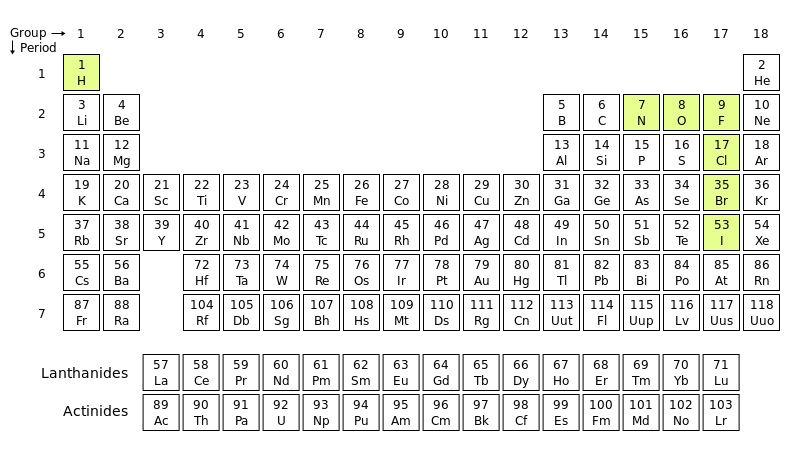 Group → 1 2 3 4 5 6 7 8 9 10 11 12 13 14 15 16 17 18
↓ Period
1 1 H 2 He
2 3 Li 4 Be 5 B 6 C 7 N 8 O 9 F 10 Ne
3 11 Na 12 Mg 13 Al 14 Si 15 P 16 S 17 Cl 18 Ar
4 19 K 20 Ca 21 Sc 22 Ti 23 V 24 Cr 25 Mn 26 Fe 27 Co 28 Ni 29 Cu 30 Zn 31 Ga 32 Ge 33 As 34 Se 35 Br 36 Kr
5 37 Rb 38 Sr 39 Y 40 Zr 41 Nb 42 Mo 43 Tc 44 Ru 45 Rh 46 Pd 47 Ag 48 Cd 49 In 50 Sn 51 Sb 52 Te 53 I 54 Xe
6 55 Cs 56 Ba 72 Hf 73 Ta 74 W 75 Re 76 Os 77 Ir 78 Pt 79 Au 80 Hg 81 Tl 82 Pb 83 Bi 84 Po 85 At 86 Rn
7 87 Fr 88 Ra 104 Rf 105 Db 106 Sg 107 Bh 108 Hs 109 Mt 110 Ds 111 Rg 112 Cn 113 Uut 114 Fl 115 Uup 116 Lv 117 Uus 118 Uuo
Lanthanides 57 La 58 Ce 59 Pr 60 Nd 61 Pm 62 Sm 63 Eu 64 Gd 65 Tb 66 Dy 67 Ho 68 Er 69 Tm 70 Yb 71 Lu
Actinides 89 Ac 90 Th 91 Pa 92 U 93 Np 94 Pu 95 Am 96 Cm 97 Bk 98 Cf 99 Es 100 Fm 101 Md 102 No 103 Lr